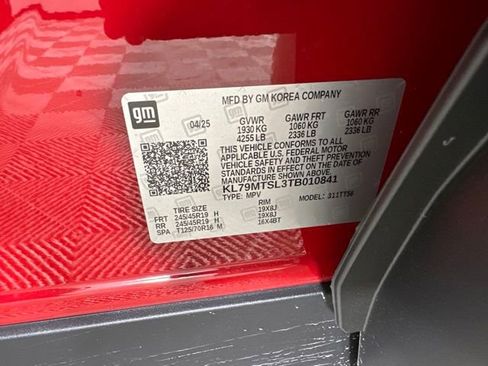 gm
MFD BY GM KOREA COMPANY
04/25 GVWR GAWR FRT GAWR RR
1930 KG 1060 KG 1060 KG
4255 LB 2336 LB 2336 LB
THIS VEHICLE CONFORMS TO ALL
APPLICABLE U.S. FEDERAL MOTOR
VEHICLE SAFETY AND
THEFT PREVENTION STANDARDS
IN EFFECT ON THE DATE OF
MANUFACTURE SHOWN ABOVE.
KL79MTSL3TB010841
TYPE: MPV MODEL: 311TY56
TIRE SIZE RIM
FRT 245/45R19 H 19X8J
RR 245/45R19 H 19X8J
SPA T125/70R16 M 16X4BT